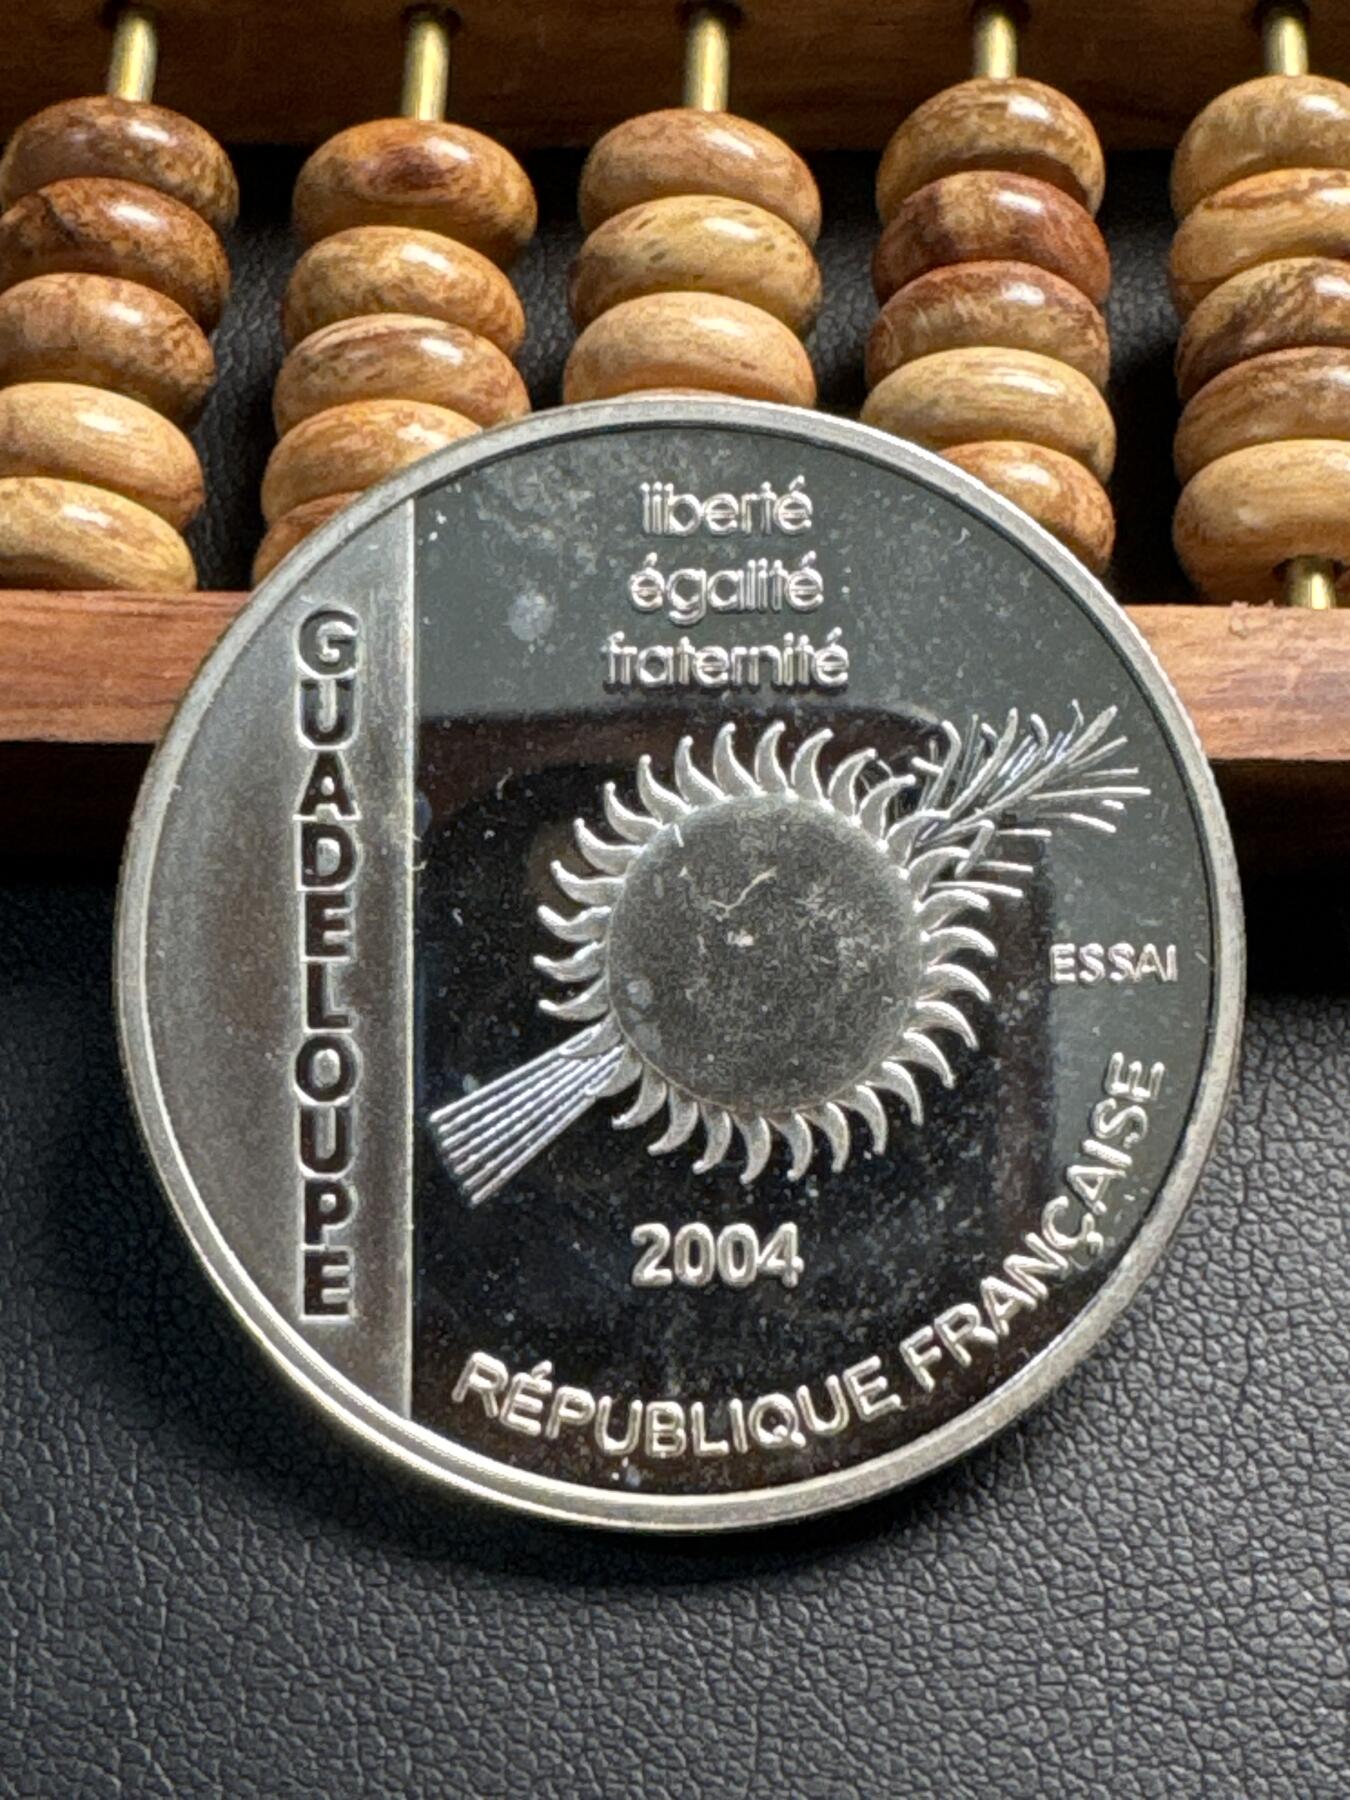 liberté
égalité
fraternité
GUADELOUPE
ESSAI
2004
RÉPUBLIQUE FRANÇAISE